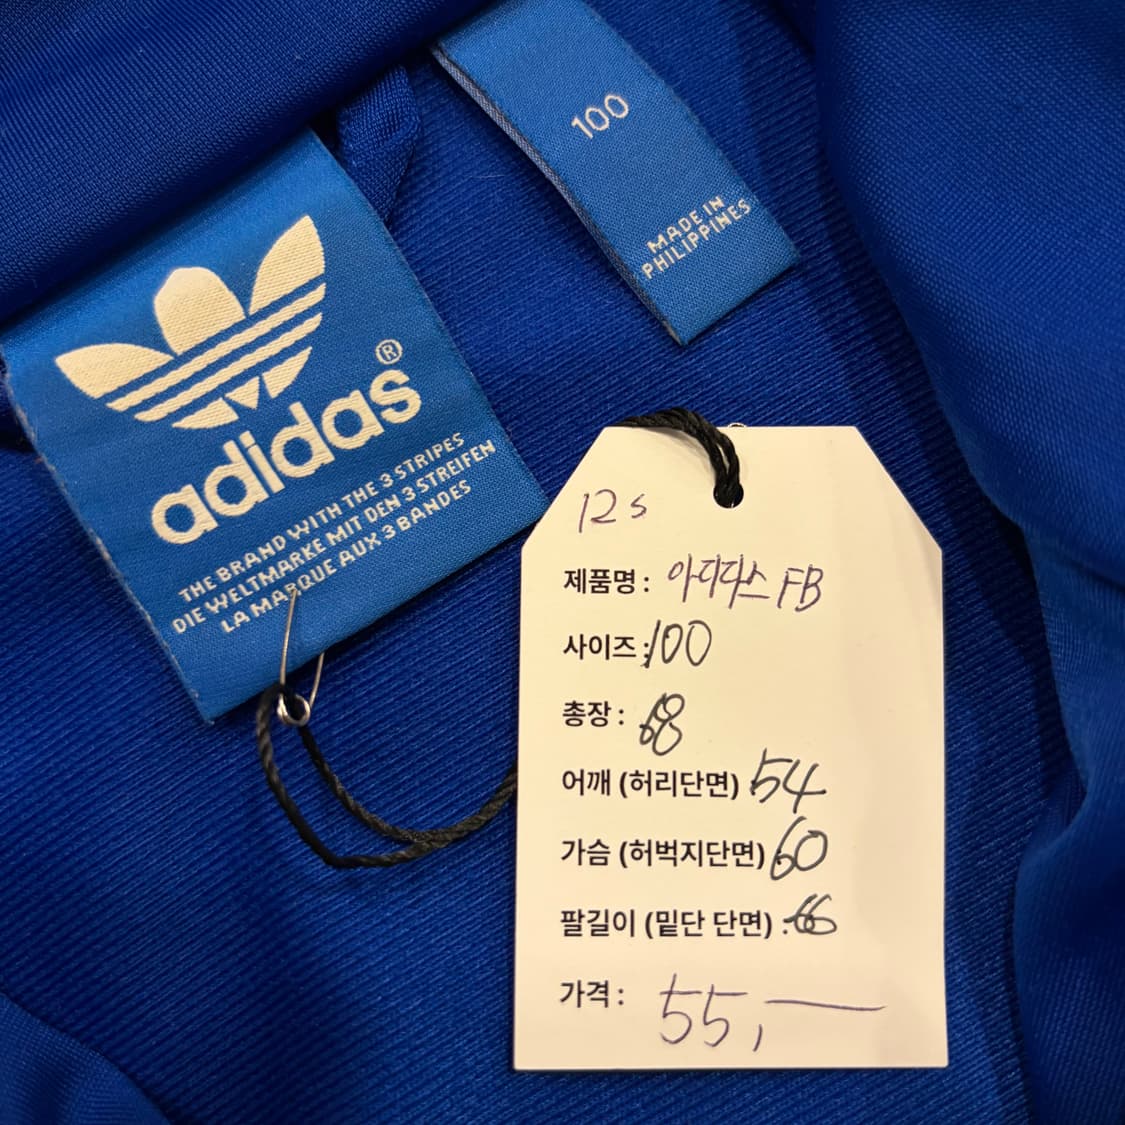 adidas®
THE BRAND WITH THE 3 STRIPES
DIE WELTMARKE MIT DEN 3 STREIFEN
LA MARQUE AUX 3 BANDES
100
MADE IN
PHILIPPINES
12s
제품명 : 아디다스 FB
사이즈 : 100
총장 : 68
어깨 (허리단면) 54
가슴 (허벅지단면) 60
팔길이 (밑단 단면) : 66
가격 : 55,—